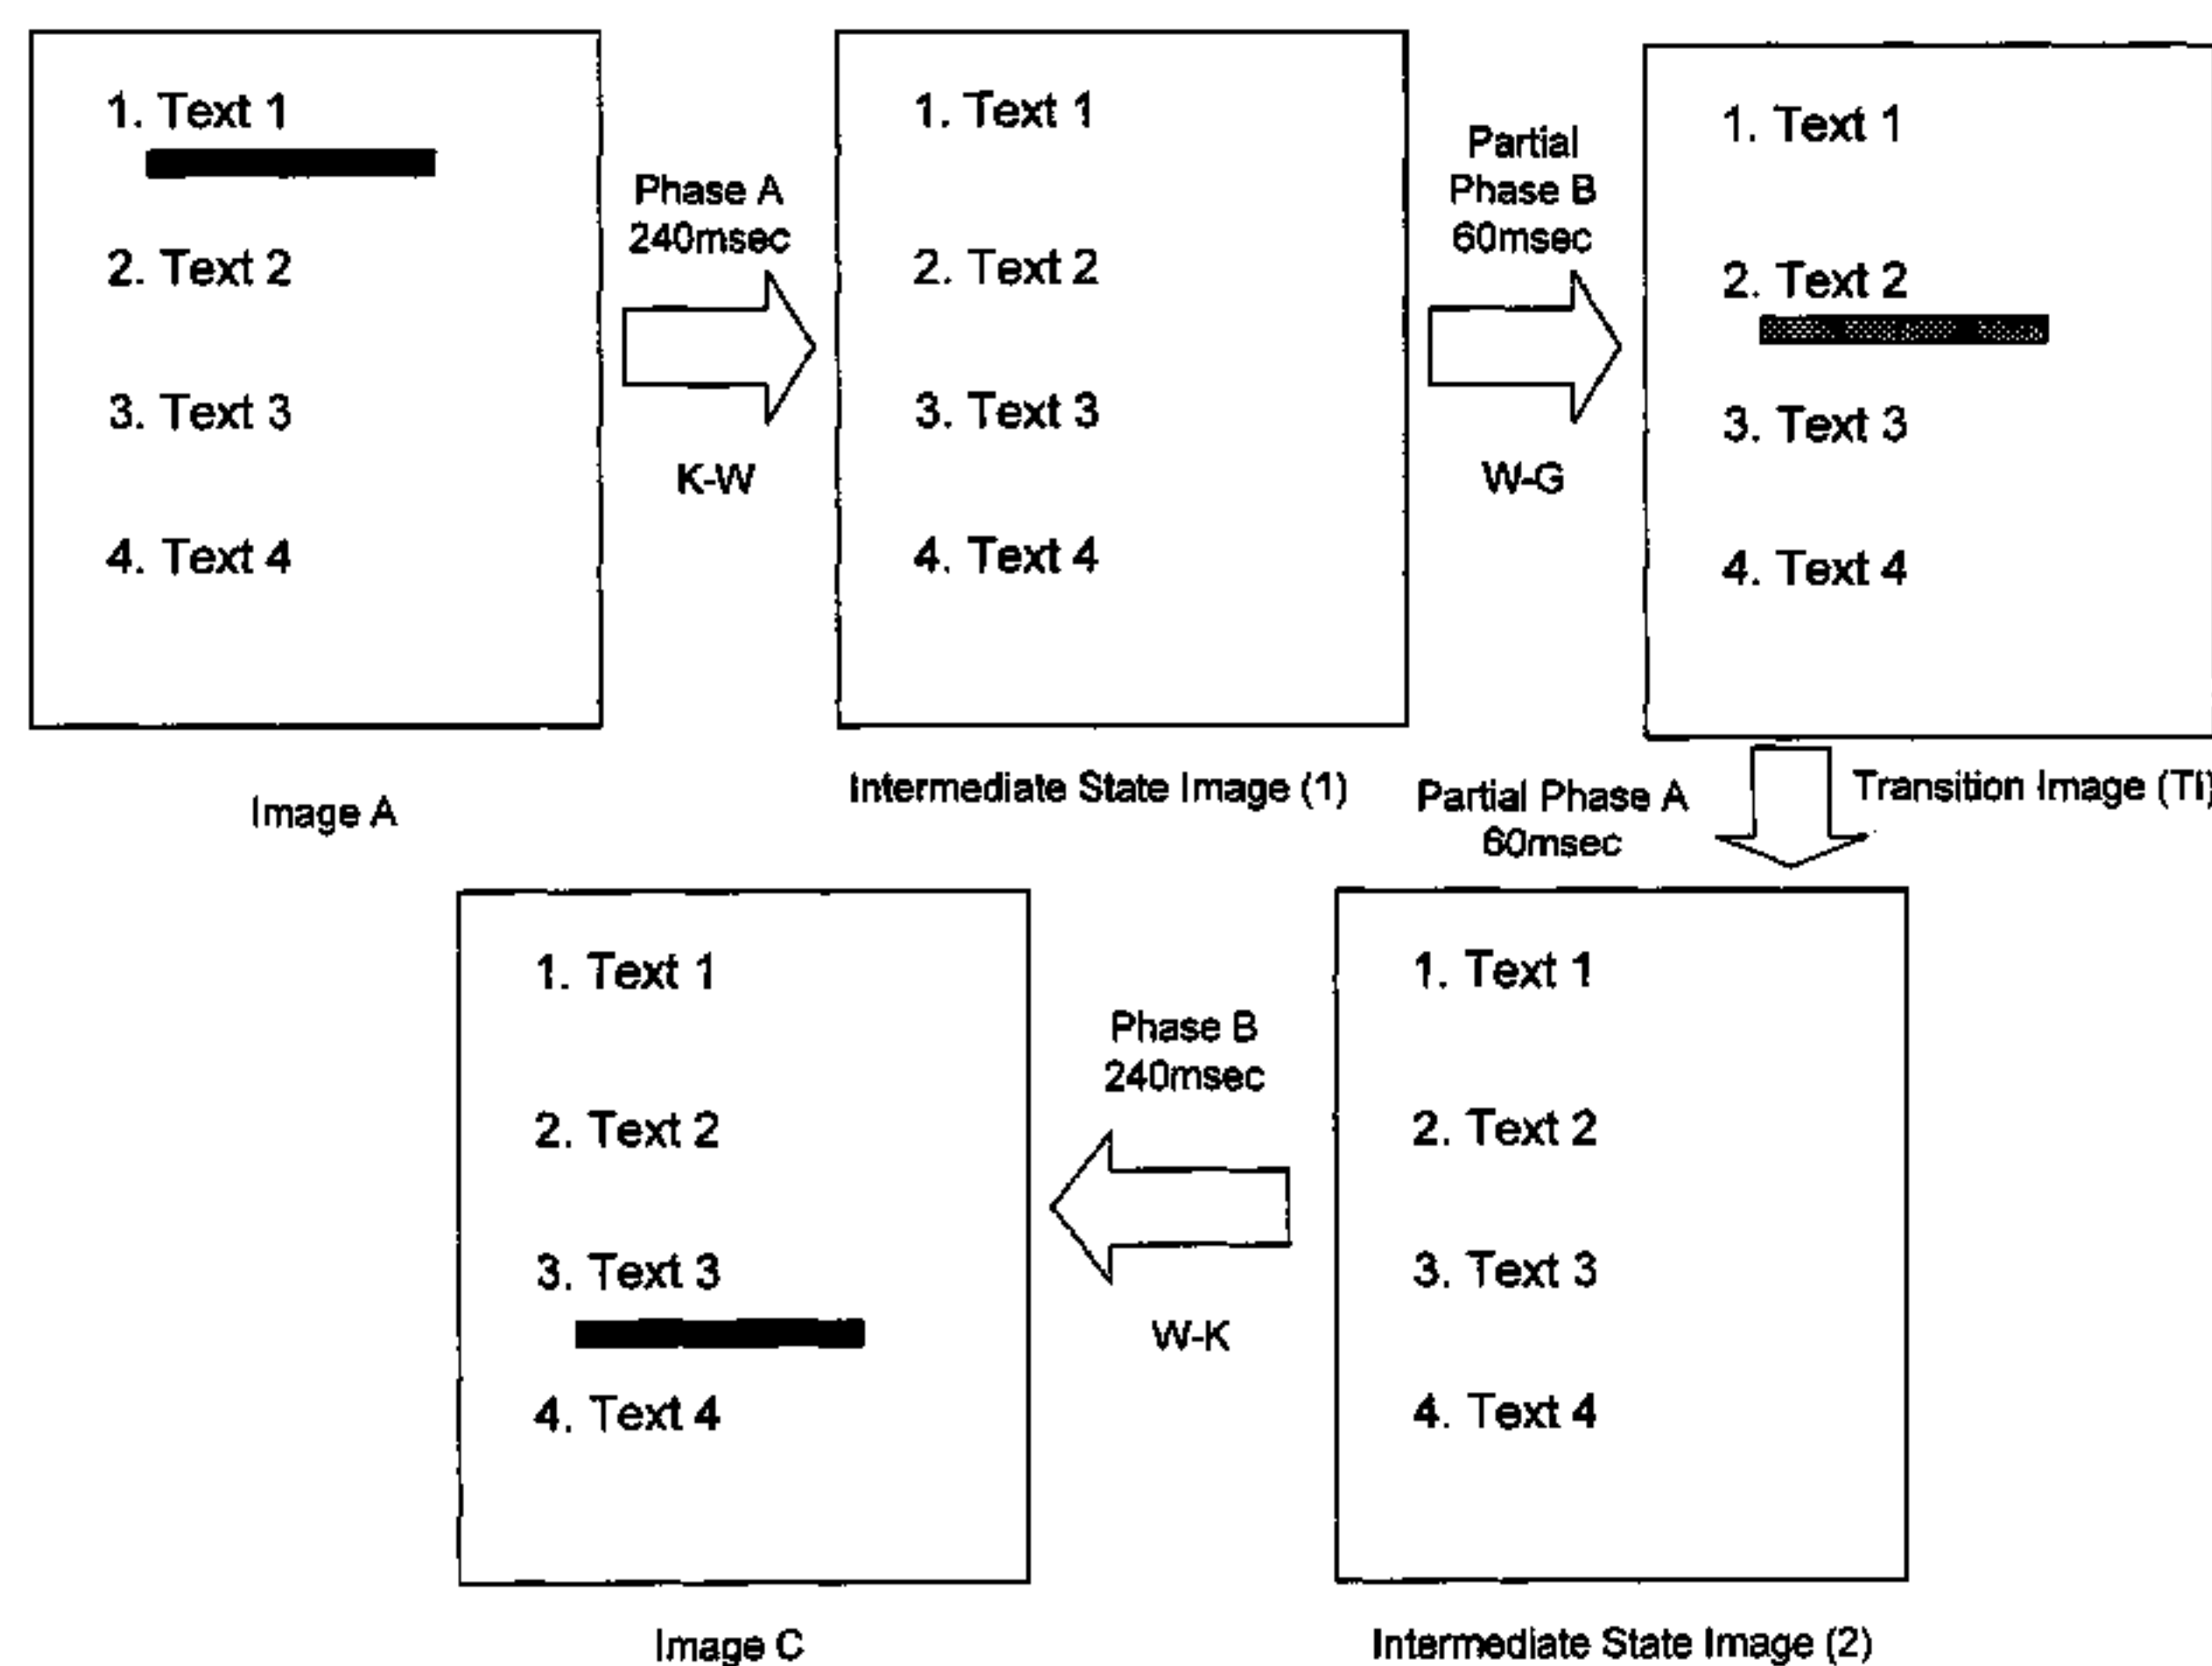 1. Text 1
2. Text 2
3. Text 3
4. Text 4
Image A
Phase A
240msec
K-W
1. Text 1
2. Text 2
3. Text 3
4. Text 4
Intermediate State Image (1)
Partial
Phase B
60msec
W-G
1. Text 1
2. Text 2
3. Text 3
4. Text 4
Transition Image (TI)
Partial Phase A
60msec
1. Text 1
2. Text 2
3. Text 3
4. Text 4
Intermediate State Image (2)
Phase B
240msec
W-K
1. Text 1
2. Text 2
3. Text 3
4. Text 4
Image C